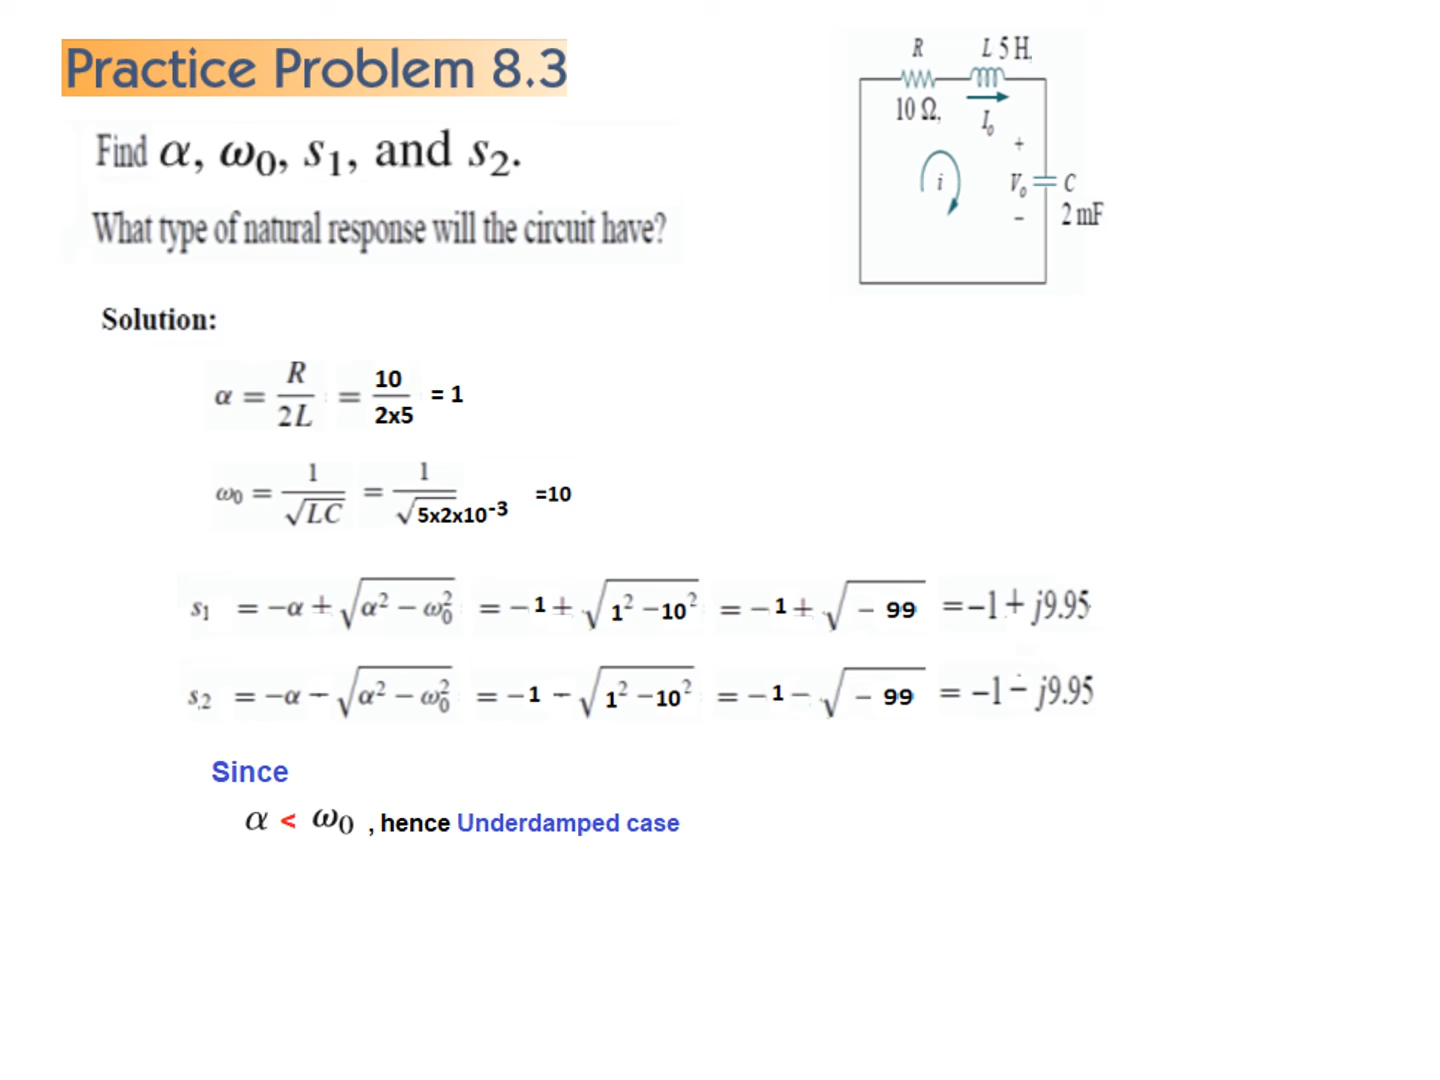 Practice Problem 8.3
Find α, ω₀, s₁, and s₂.
What type of natural response will the circuit have?
R L 5 H,
10 Ω, I₀
+
i V₀ C
− 2 mF
Solution:
α = R/2L = 10/2x5 = 1
ω₀ = 1/√LC = 1/√5x2x10⁻³ =10
s₁ = −α + √α² − ω₀² = −1 + √1² −10² = −1 + √− 99 =−1 + j9.95
s₂ = −α − √α² − ω₀² = −1 − √1² −10² = −1 − √− 99 = −1 − j9.95
Since
α < ω₀ , hence Underdamped case